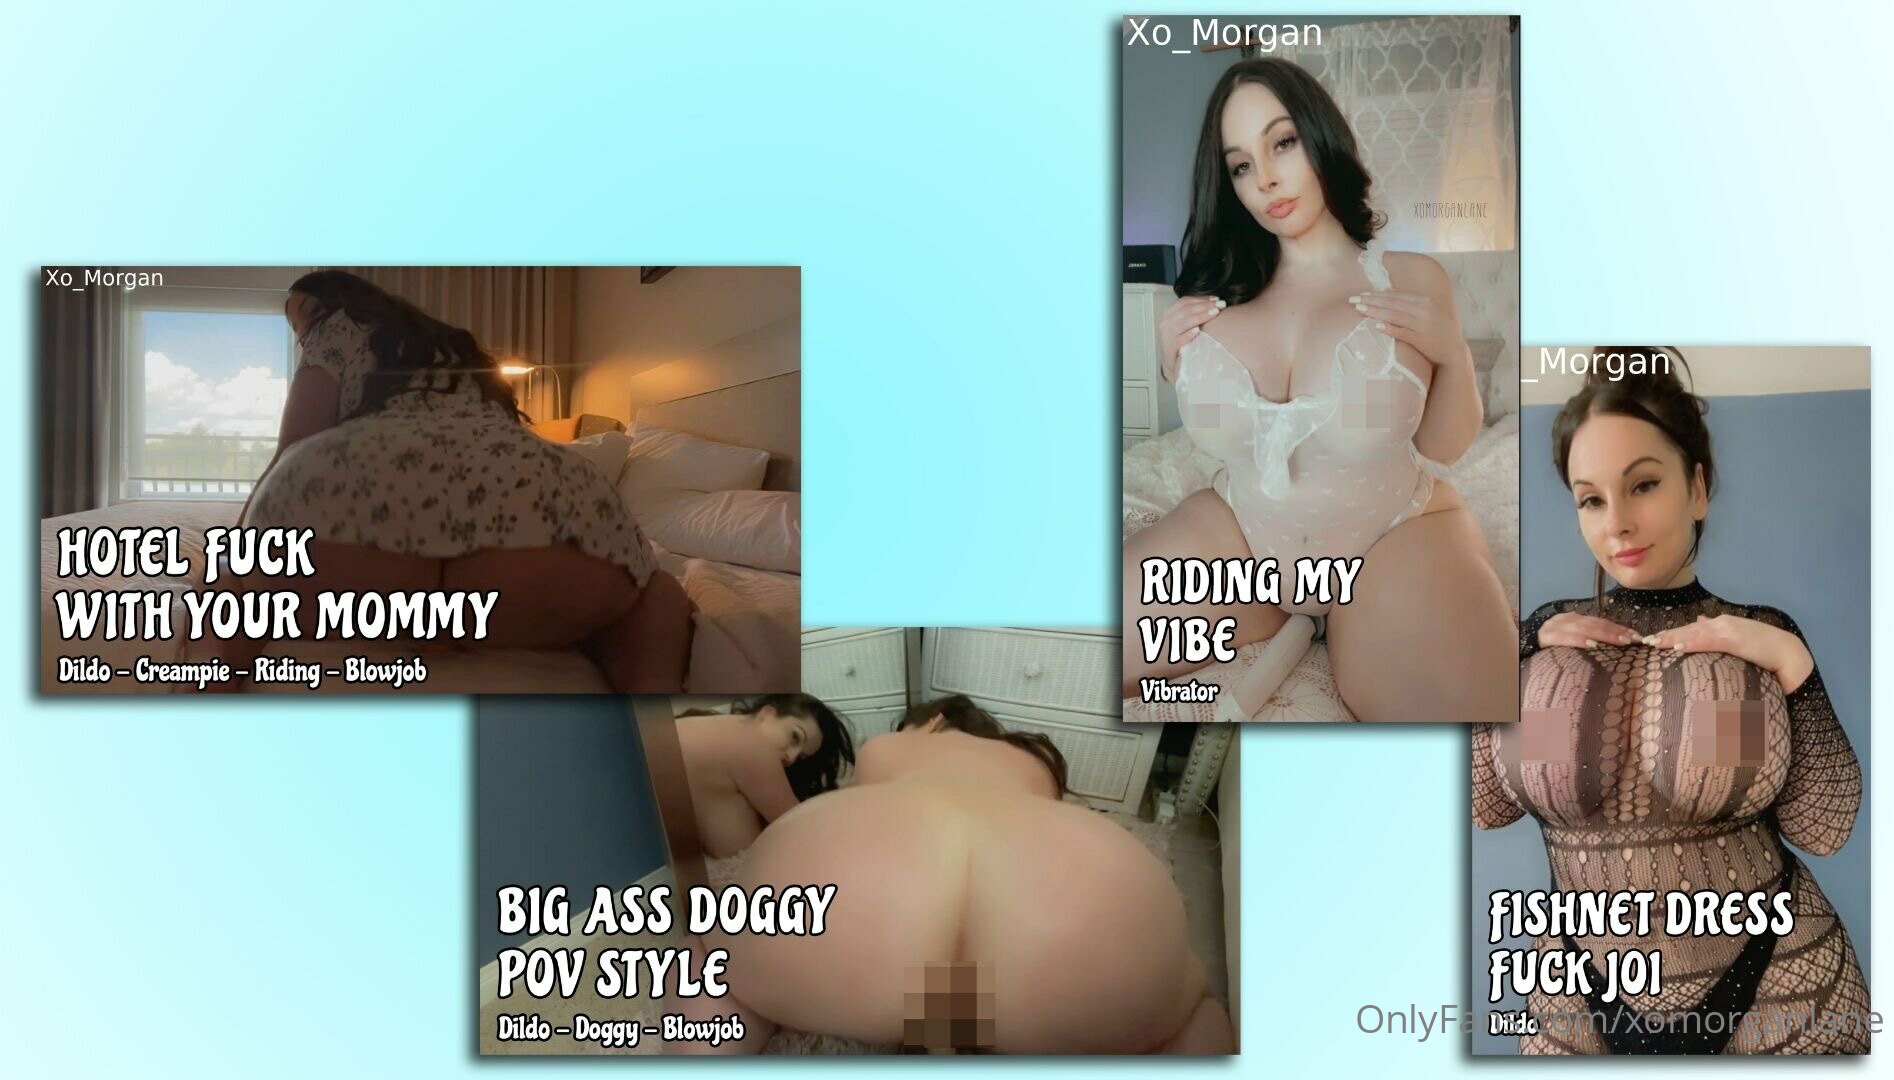 Xo_Morgan
XOMORGANLANE
RIDING MY
VIBE
Vibrator
Xo_Morgan
HOTEL FUCK
WITH YOUR MOMMY
Dildo – Creampie – Riding – Blowjob
_Morgan
FISHNET DRESS
FUCK JOI
Dildo
BIG ASS DOGGY
POV STYLE
Dildo – Doggy – Blowjob
OnlyFans.com/xomorganlane